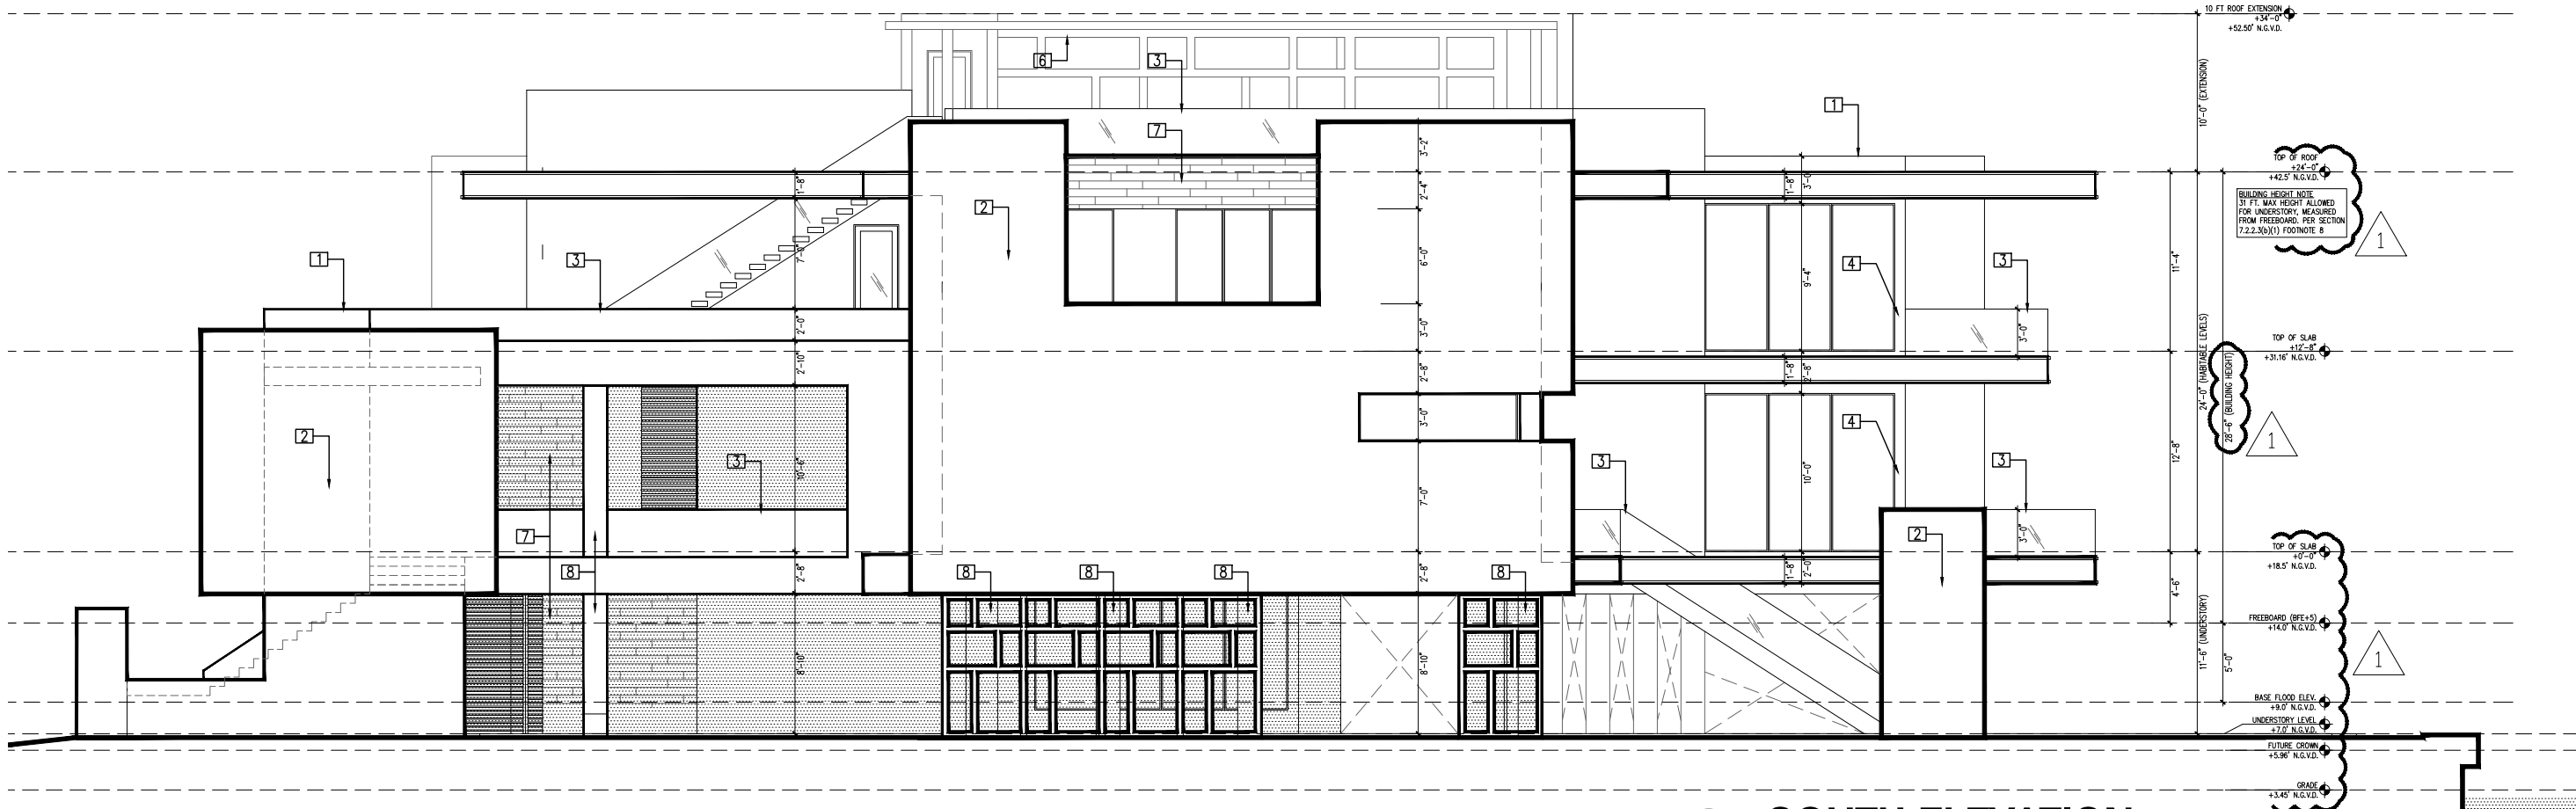 10 FT ROOF EXTENSION
+34'-0"
+52.50' N.G.V.D.
6
3
10'-0" (EXTENSION)
1
7
3'-2"
TOP OF ROOF
+24'-0"
+42.5' N.G.V.D.
1'-8"
2'-4"
1'-8"
3'-0"
BUILDING HEIGHT NOTE
31 FT. MAX HEIGHT ALLOWED
FOR UNDERSTORY, MEASURED
FROM FREEBOARD. PER SECTION
7.2.2.3(b)(1) FOOTNOTE 8
2
1
7'-0"
6'-0"
9'-4"
11'-4"
1
3
4
3
2'-0"
3'-0"
3'-0"
24'-0" (HABITABLE LEVELS)
TOP OF SLAB
+12'-8"
+31.16' N.G.V.D.
2'-10"
2'-8"
1'-8"
2'-8"
28'-6" (BUILDING HEIGHT)
1
2
3
3'-0"
4
10'-6"
10'-0"
12'-8"
3
3
7'-0"
7
3'-0"
2
TOP OF SLAB
+0'-0"
+18.5' N.G.V.D.
8
2'-8"
8
8
8
2'-8"
8
1'-8"
2'-0"
4'-6"
FREEBOARD (BFE+5)
+14.0' N.G.V.D.
1
8'-10"
8'-10"
11'-6" (UNDERSTORY)
5'-0"
BASE FLOOD ELEV.
+9.0' N.G.V.D.
UNDERSTORY LEVEL
+7.0' N.G.V.D.
FUTURE CROWN
+5.96' N.G.V.D.
GRADE
+3.45' N.G.V.D.
SOUTH ELEVATION